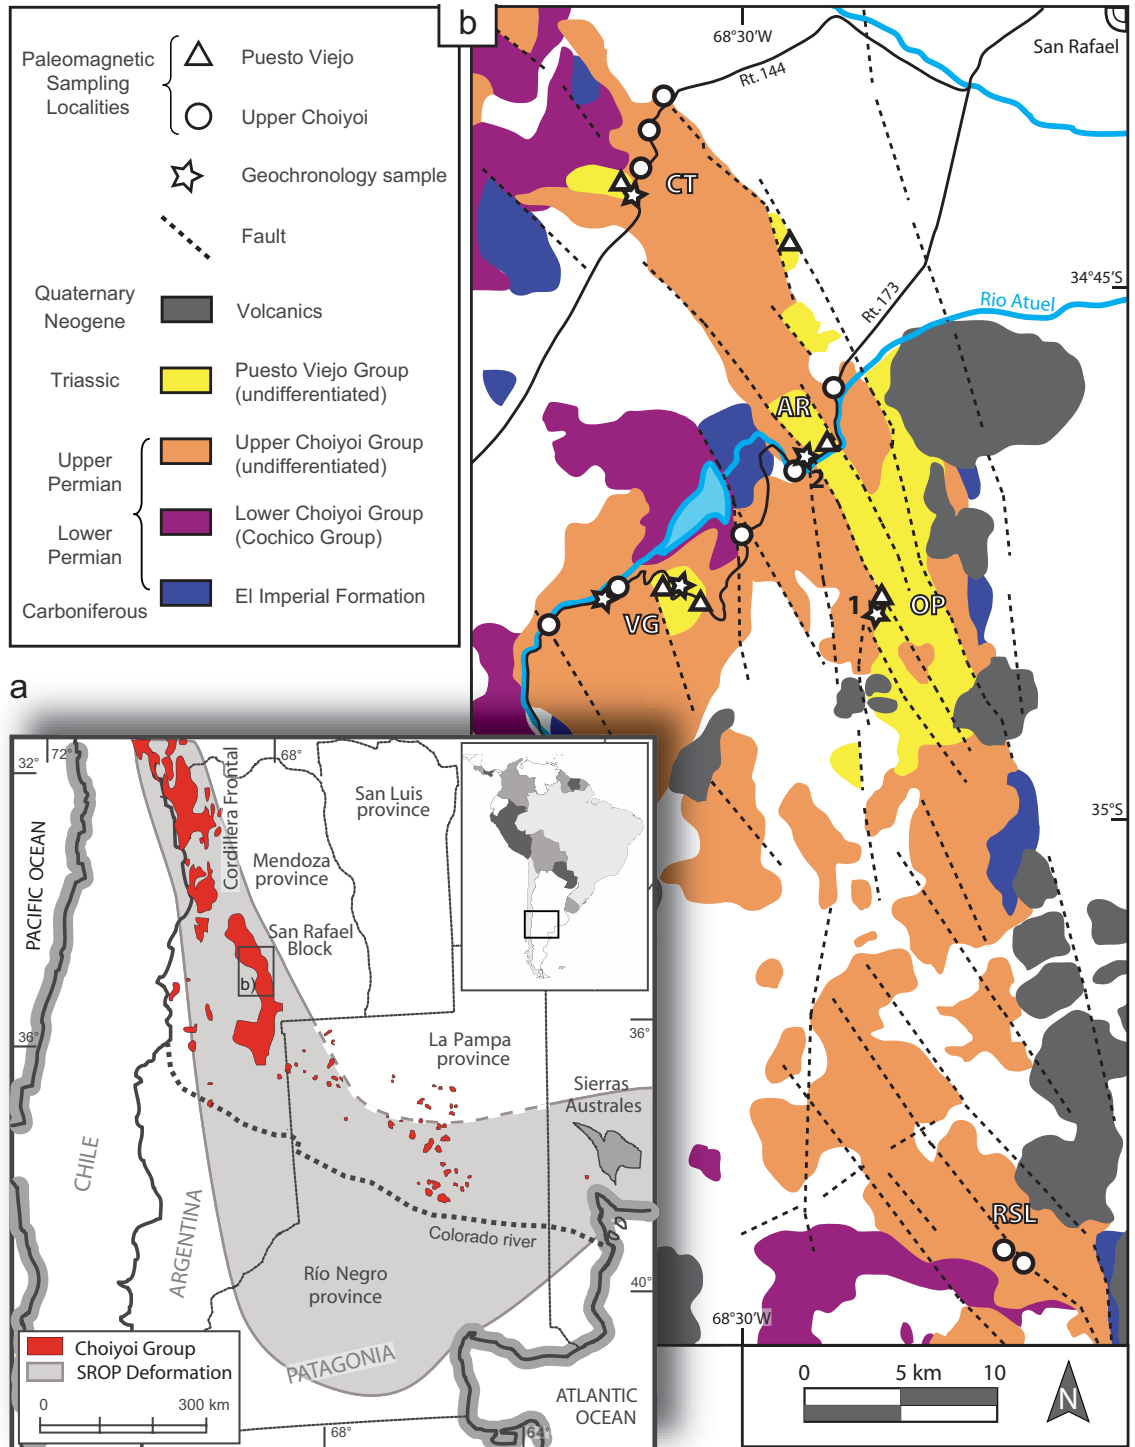 b
Paleomagnetic
Sampling
Localities
Puesto Viejo
Upper Choiyoi
Geochronology sample
Fault
Quaternary
Neogene
Volcanics
Triassic
Puesto Viejo Group
(undifferentiated)
Upper
Permian
Upper Choiyoi Group
(undifferentiated)
Lower
Permian
Lower Choiyoi Group
(Cochico Group)
Carboniferous
El Imperial Formation
68°30'W
San Rafael
Rt. 144
CT
34°45'S
Rio Atuel
Rt.173
AR
2
1
OP
VG
35°S
RSL
68°30'W
0
5 km
10
N
a
72°
32°
68°
Cordillera Frontal
San Luis
province
Mendoza
province
PACIFIC OCEAN
San Rafael
Block
b)
36°
36°
La Pampa
province
Sierras
Australes
CHILE
ARGENTINA
Colorado river
Río Negro
province
40°
PATAGONIA
ATLANTIC
OCEAN
Choiyoi Group
SROP Deformation
0
300 km
68°
64°